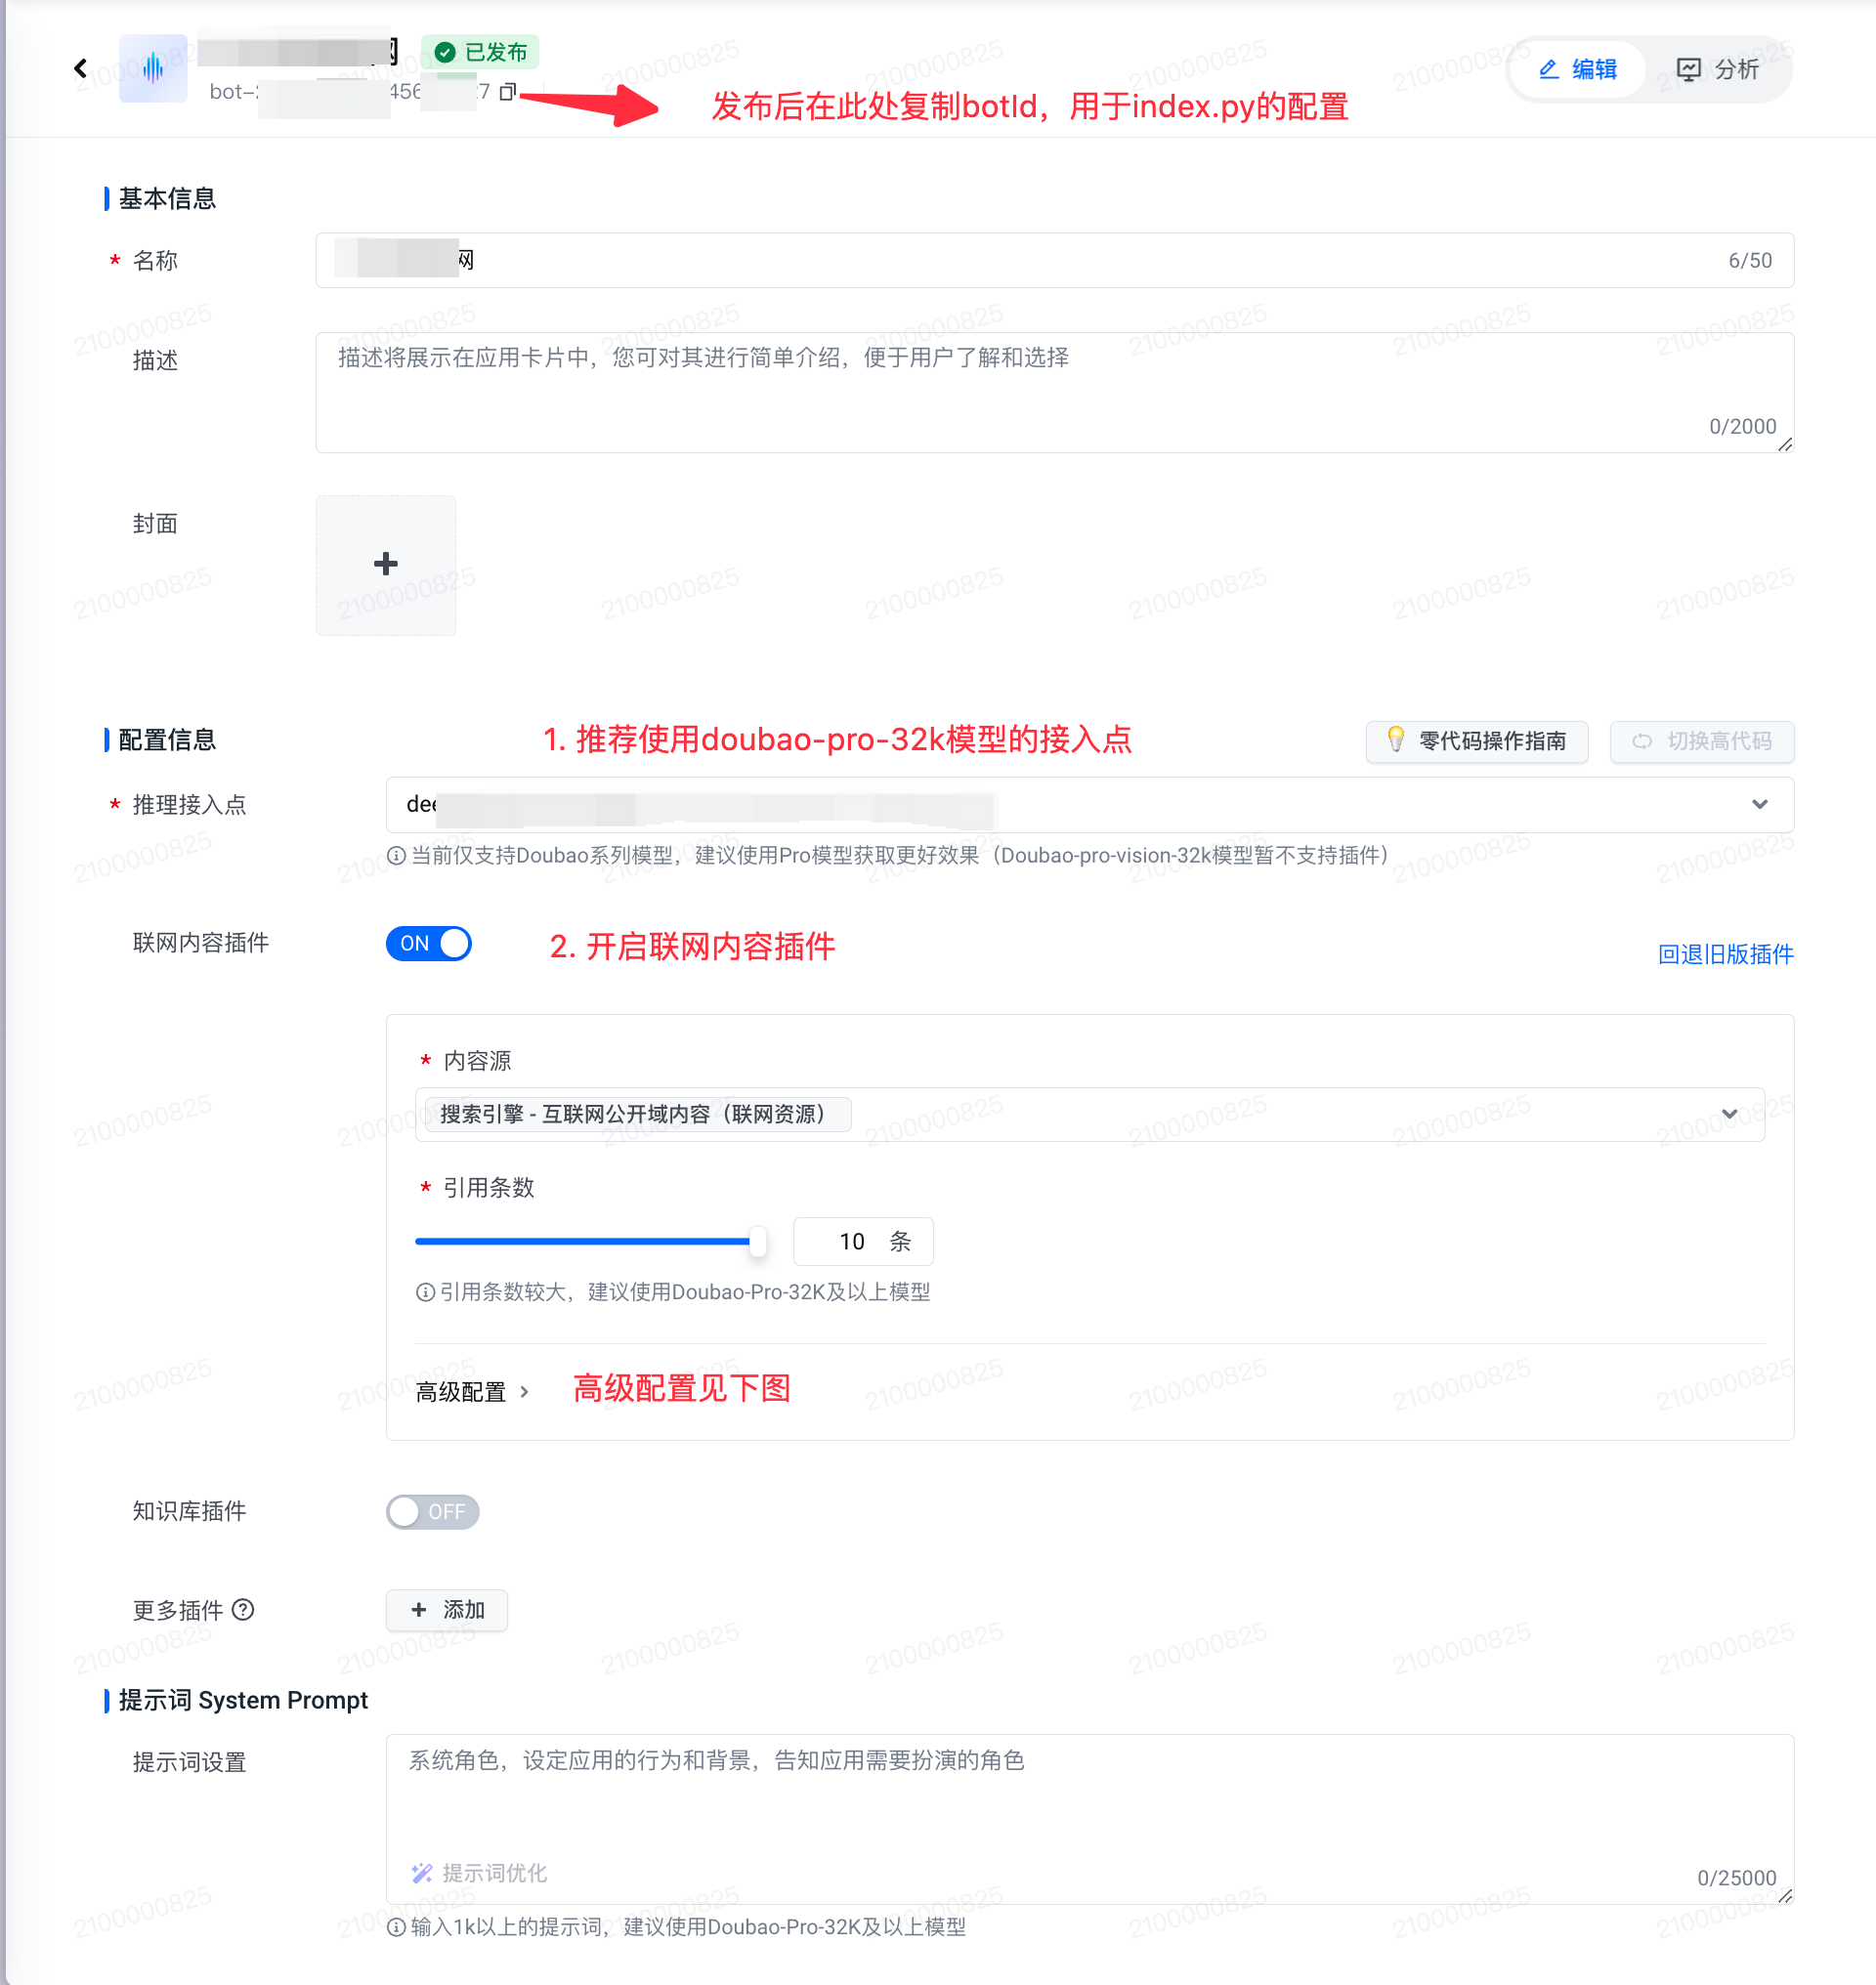 网
已发布
bot-
456
27
发布后在此处复制botId，用于index.py的配置
编辑
分析
基本信息
* 名称
网
6/50
描述
描述将展示在应用卡片中，您可对其进行简单介绍，便于用户了解和选择
0/2000
封面
配置信息
1. 推荐使用doubao-pro-32k模型的接入点
零代码操作指南
切换高代码
* 推理接入点
dee
当前仅支持Doubao系列模型，建议使用Pro模型获取更好效果（Doubao-pro-vision-32k模型暂不支持插件）
联网内容插件
ON
2. 开启联网内容插件
回退旧版插件
* 内容源
搜索引擎 - 互联网公开域内容（联网资源）
* 引用条数
10 条
引用条数较大，建议使用Doubao-Pro-32K及以上模型
高级配置 >
高级配置见下图
知识库插件
OFF
更多插件
+ 添加
提示词 System Prompt
提示词设置
系统角色，设定应用的行为和背景，告知应用需要扮演的角色
提示词优化
0/25000
输入1k以上的提示词，建议使用Doubao-Pro-32K及以上模型
2100000825